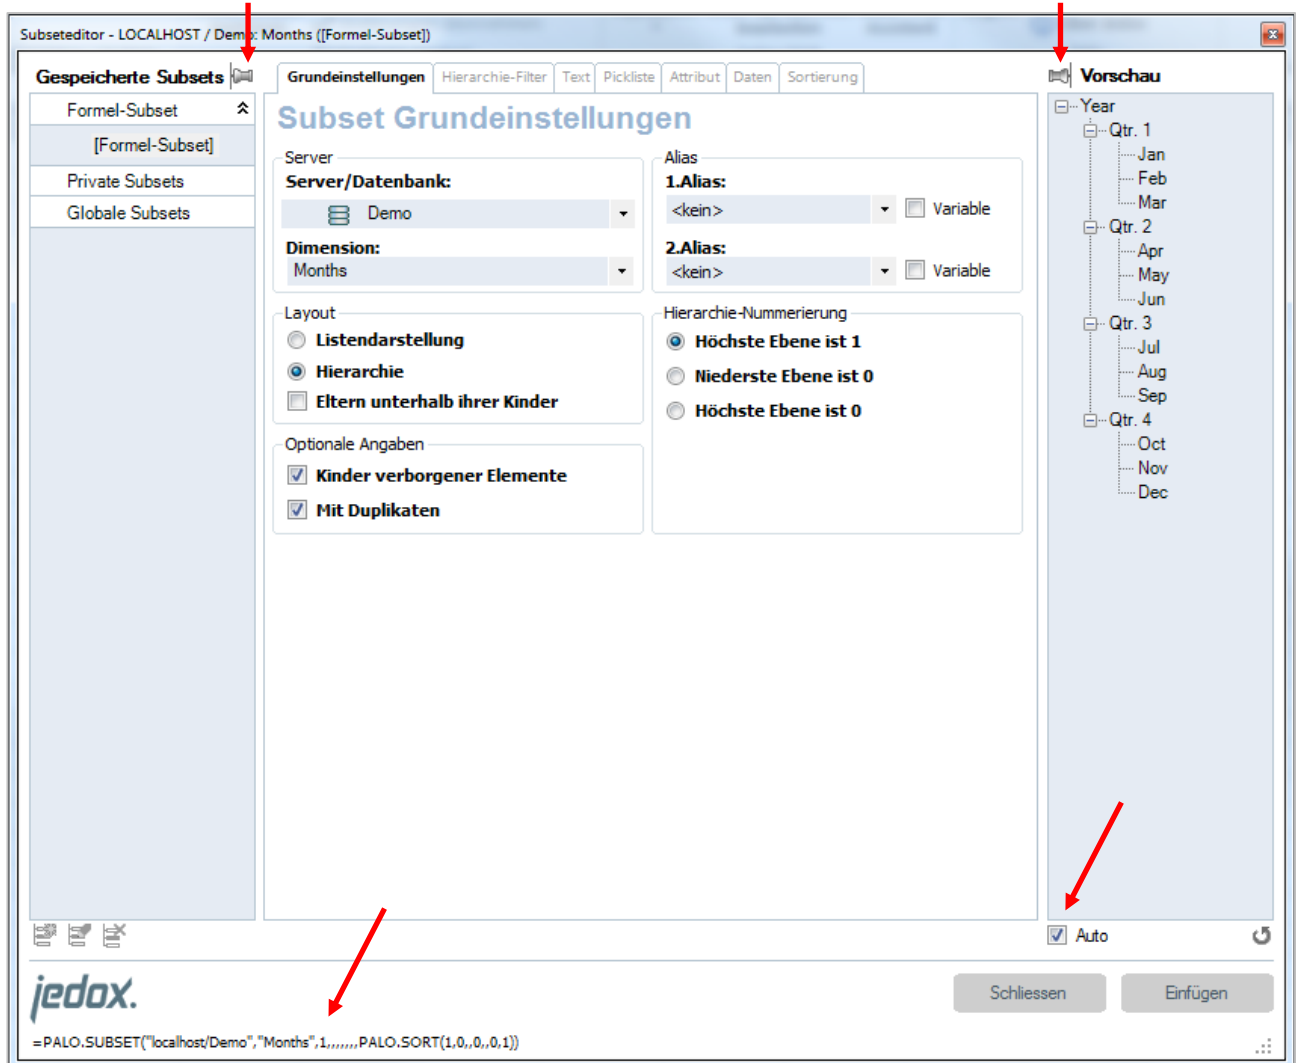 Subseteditor - LOCALHOST / Demo: Months ([Formel-Subset])
Gespeicherte Subsets
Formel-Subset
[Formel-Subset]
Private Subsets
Globale Subsets
Grundeinstellungen Hierarchie-Filter Text Pickliste Attribut Daten Sortierung
Subset Grundeinstellungen
Server
Server/Datenbank:
Demo
Dimension:
Months
Alias
1.Alias:
<kein> Variable
2.Alias:
<kein> Variable
Layout
Listendarstellung
Hierarchie
Eltern unterhalb ihrer Kinder
Hierarchie-Nummerierung
Höchste Ebene ist 1
Niederste Ebene ist 0
Höchste Ebene ist 0
Optionale Angaben
Kinder verborgener Elemente
Mit Duplikaten
Vorschau
Year
Qtr. 1
Jan
Feb
Mar
Qtr. 2
Apr
May
Jun
Qtr. 3
Jul
Aug
Sep
Qtr. 4
Oct
Nov
Dec
Auto
jedox.
Schliessen Einfügen
=PALO.SUBSET("localhost/Demo","Months",1,,,,,,,PALO.SORT(1,0,,0,,0,1))